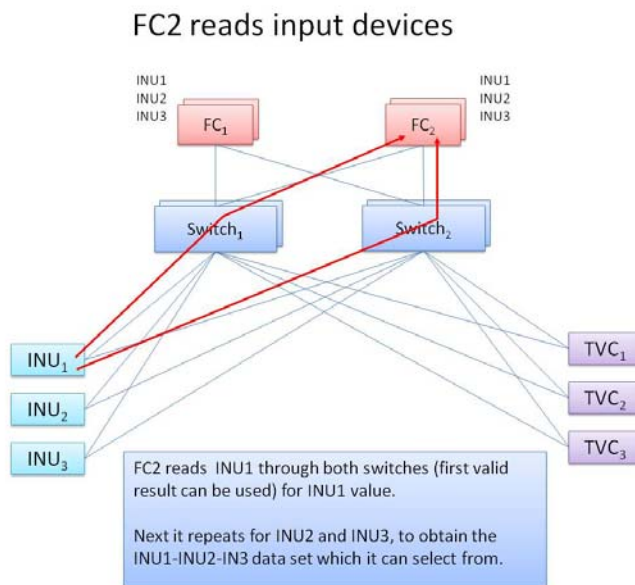 FC2 reads input devices
INU1
INU2
INU3
FC1
FC2
INU1
INU2
INU3
Switch1
Switch2
INU1
INU2
INU3
TVC1
TVC2
TVC3
FC2 reads INU1 through both switches (first valid
result can be used) for INU1 value.
Next it repeats for INU2 and INU3, to obtain the
INU1-INU2-IN3 data set which it can select from.